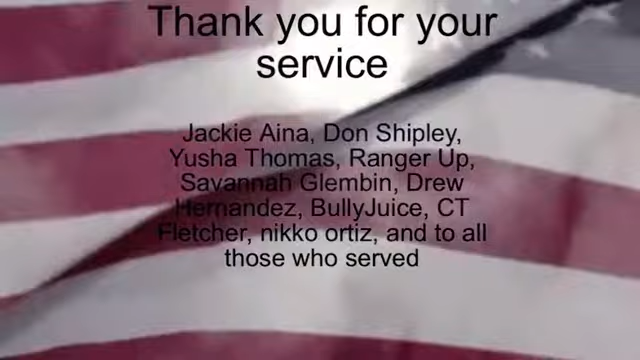 Thank you for your
service
Jackie Aina, Don Shipley,
Yusha Thomas, Ranger Up,
Savannah Glembin, Drew
Hernandez, BullyJuice, CT
Fletcher, nikko ortiz, and to all
those who served